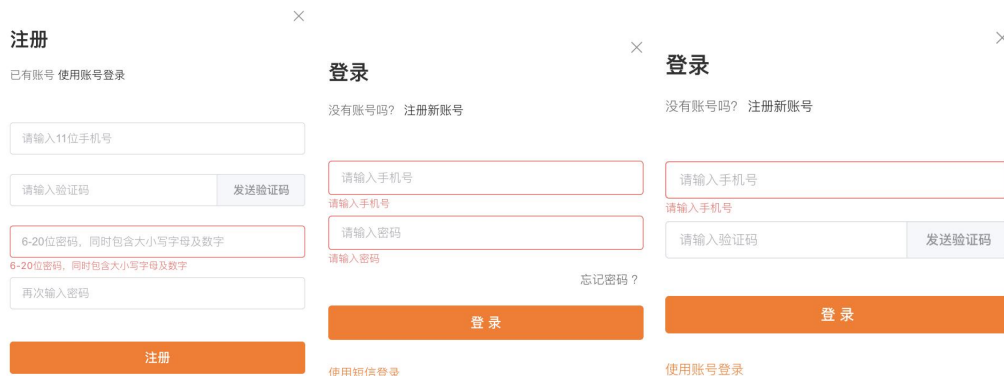 注册
已有账号 使用账号登录
请输入11位手机号
请输入验证码 发送验证码
6-20位密码，同时包含大小写字母及数字
6-20位密码，同时包含大小写字母及数字
再次输入密码
注册
登录
没有账号吗？ 注册新账号
请输入手机号
请输入手机号
请输入密码
请输入密码
忘记密码？
登 录
使用短信登录
登录
没有账号吗？ 注册新账号
请输入手机号
请输入手机号
请输入验证码 发送验证码
登 录
使用账号登录